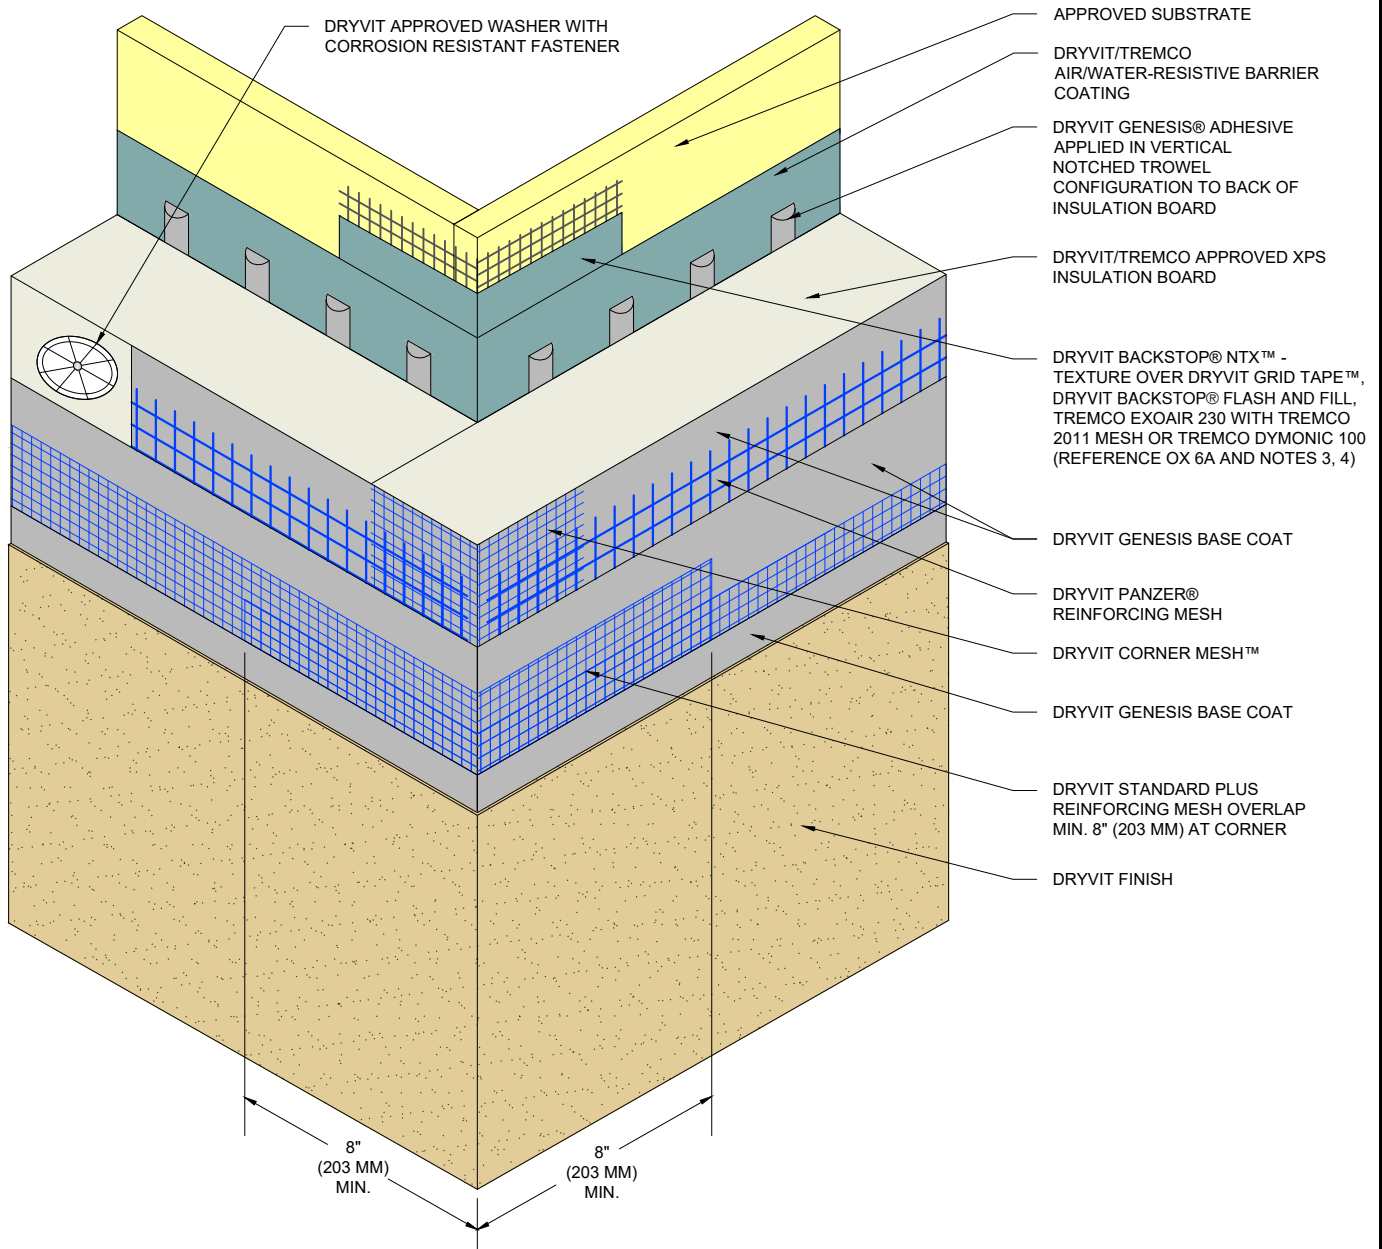 DRYVIT APPROVED WASHER WITH
CORROSION RESISTANT FASTENER
APPROVED SUBSTRATE
DRYVIT/TREMCO
AIR/WATER-RESISTIVE BARRIER
COATING
DRYVIT GENESIS® ADHESIVE
APPLIED IN VERTICAL
NOTCHED TROWEL
CONFIGURATION TO BACK OF
INSULATION BOARD
DRYVIT/TREMCO APPROVED XPS
INSULATION BOARD
DRYVIT BACKSTOP® NTX™ -
TEXTURE OVER DRYVIT GRID TAPE™,
DRYVIT BACKSTOP® FLASH AND FILL,
TREMCO EXOAIR 230 WITH TREMCO
2011 MESH OR TREMCO DYMONIC 100
(REFERENCE OX 6A AND NOTES 3, 4)
DRYVIT GENESIS BASE COAT
DRYVIT PANZER®
REINFORCING MESH
DRYVIT CORNER MESH™
DRYVIT GENESIS BASE COAT
DRYVIT STANDARD PLUS
REINFORCING MESH OVERLAP
MIN. 8" (203 MM) AT CORNER
DRYVIT FINISH
8"
(203 MM)
MIN.
8"
(203 MM)
MIN.